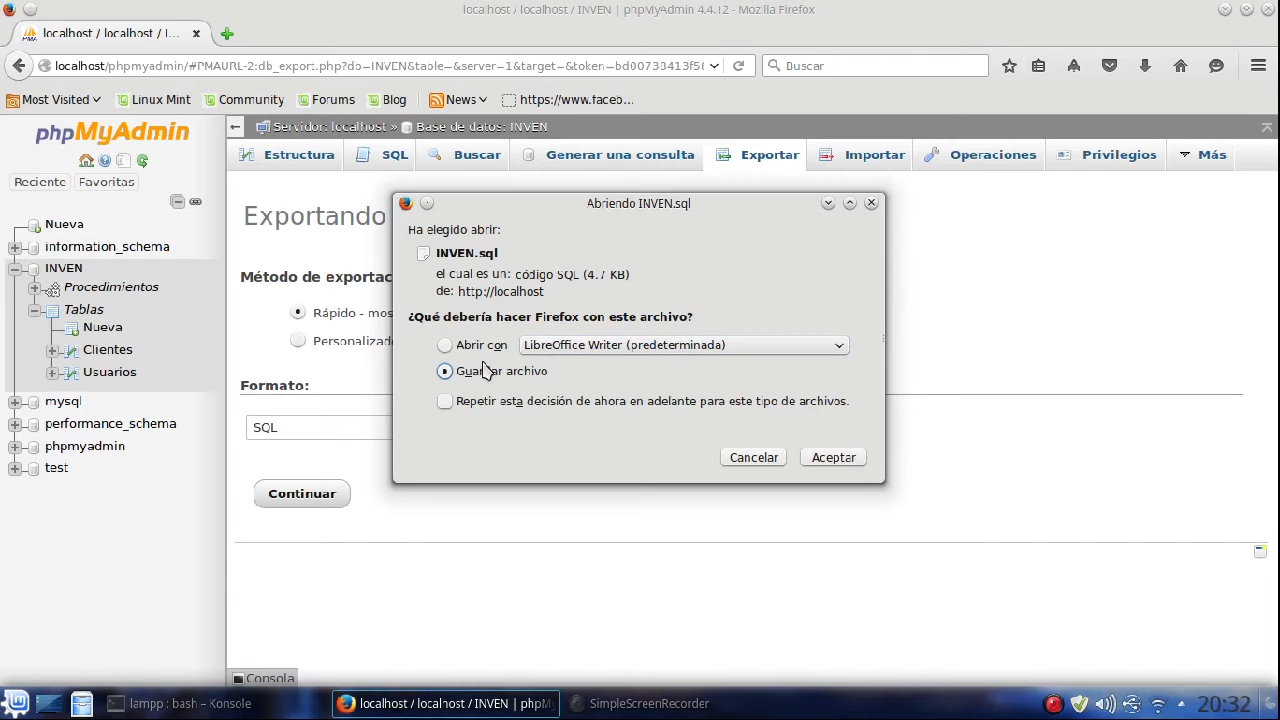 localhost / localhost / INVEN | phpMyAdmin 4.4.12 - Mozilla Firefox
localhost / localhost / I...
localhost/phpmyadmin/#PMAURL-2:db_export.php?db=INVEN&table=&server=1&target=&token=bd00738413f58
Buscar
Most Visited
Linux Mint
Community
Forums
Blog
News
https://www.faceb...
phpMyAdmin
Reciente
Favoritas
Nueva
information_schema
INVEN
Procedimientos
Tablas
Nueva
Clientes
Usuarios
mysql
performance_schema
phpmyadmin
test
Servidor: localhost » Base de datos: INVEN
Estructura
SQL
Buscar
Generar una consulta
Exportar
Importar
Operaciones
Privilegios
Más
Exportando
Método de exportac
Rápido - mos
Personalizado
Formato:
SQL
Continuar
Abriendo INVEN.sql
Ha elegido abrir:
INVEN.sql
el cual es un: código SQL (4.7 KB)
de: http://localhost
¿Qué debería hacer Firefox con este archivo?
Abrir con
LibreOffice Writer (predeterminada)
Guardar archivo
Repetir esta decisión de ahora en adelante para este tipo de archivos.
Cancelar
Aceptar
Consola
lampp : bash – Konsole
localhost / localhost / INVEN | phpM
SimpleScreenRecorder
20:32